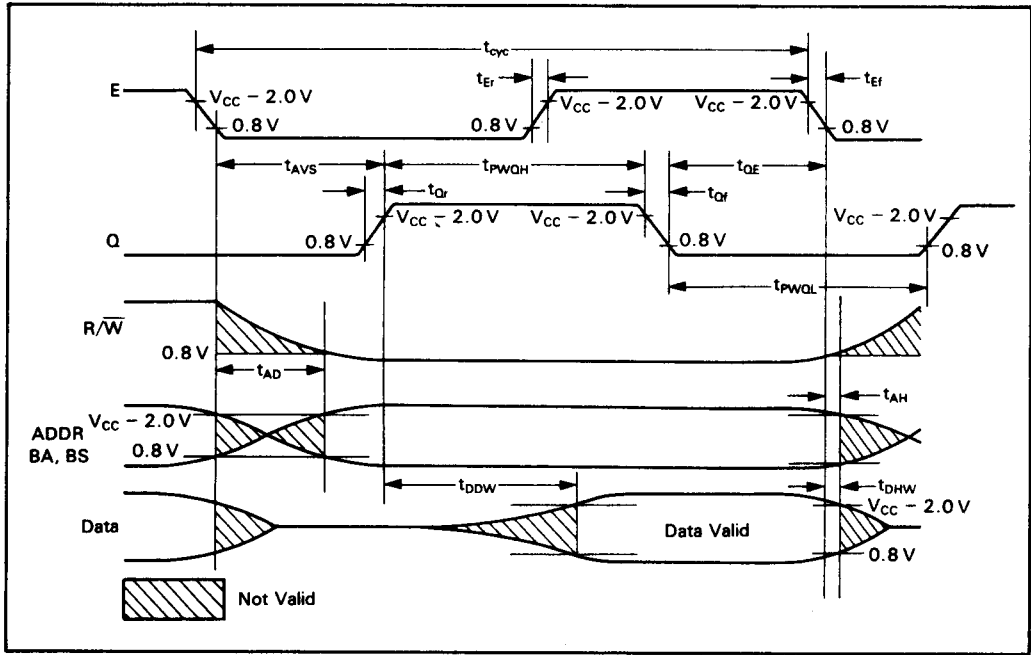 tcyc
tEr
tEf
E
VCC – 2.0 V
VCC – 2.0 V
VCC – 2.0 V
0.8 V
0.8 V
0.8 V
tAVS
tPWQH
tQE
tQr
tQf
VCC – 2.0 V
VCC – 2.0 V
VCC – 2.0 V
Q
0.8 V
0.8 V
0.8 V
tPWQL
R/W̅
0.8 V
tAD
tAH
VCC – 2.0 V
ADDR
BA, BS
0.8 V
tDDW
tDHW
VCC – 2.0 V
Data
Data Valid
0.8 V
Not Valid